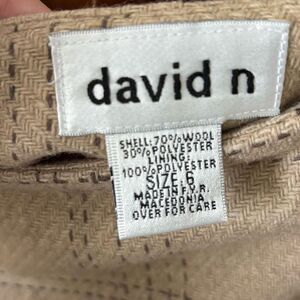 david n
SHELL:70%WOOL
30%POLYESTER
LINING:
100%POLYESTER
SIZE:6
MADE IN F.Y.R.
MACEDONIA
OVER FOR CARE